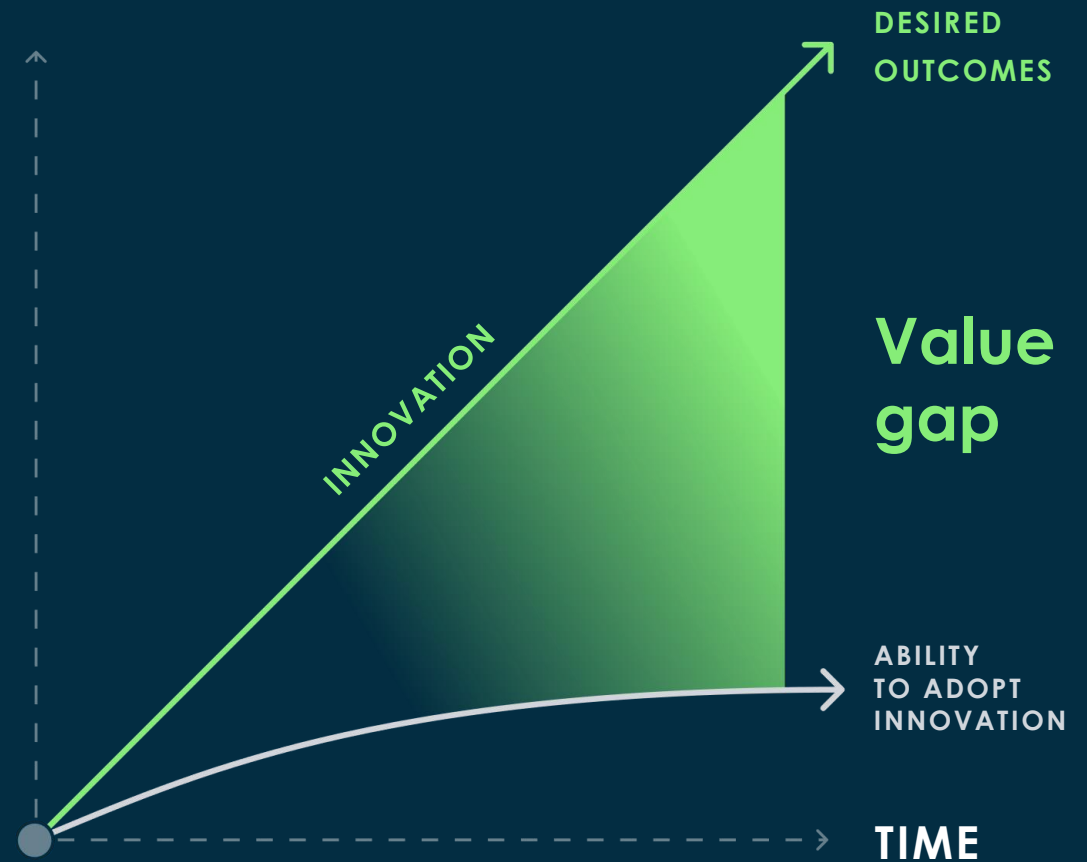 DESIRED
OUTCOMES
INNOVATION
Value
gap
ABILITY
TO ADOPT
INNOVATION
TIME